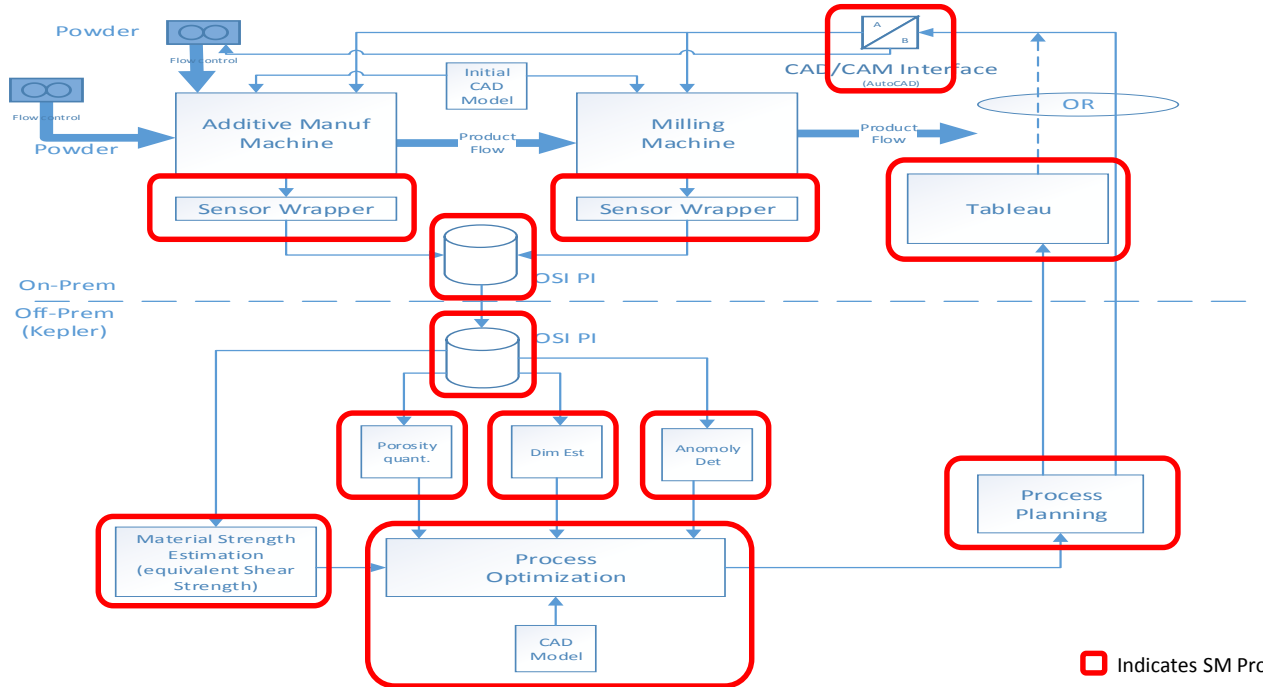 Powder
Flow control
A
B
CAD/CAM Interface
(AutoCAD)
Initial
CAD
Model
Flow control
Powder
Additive Manuf
Machine
Product
Flow
Milling
Machine
Product
Flow
OR
Sensor Wrapper
Sensor Wrapper
Tableau
OSI PI
On-Prem
Off-Prem
(Kepler)
OSI PI
Porosity
quant.
Dim Est
Anomoly
Det
Process
Planning
Material Strength
Estimation
(equivalent Shear
Strength)
Process
Optimization
CAD
Model
Indicates SM Pro